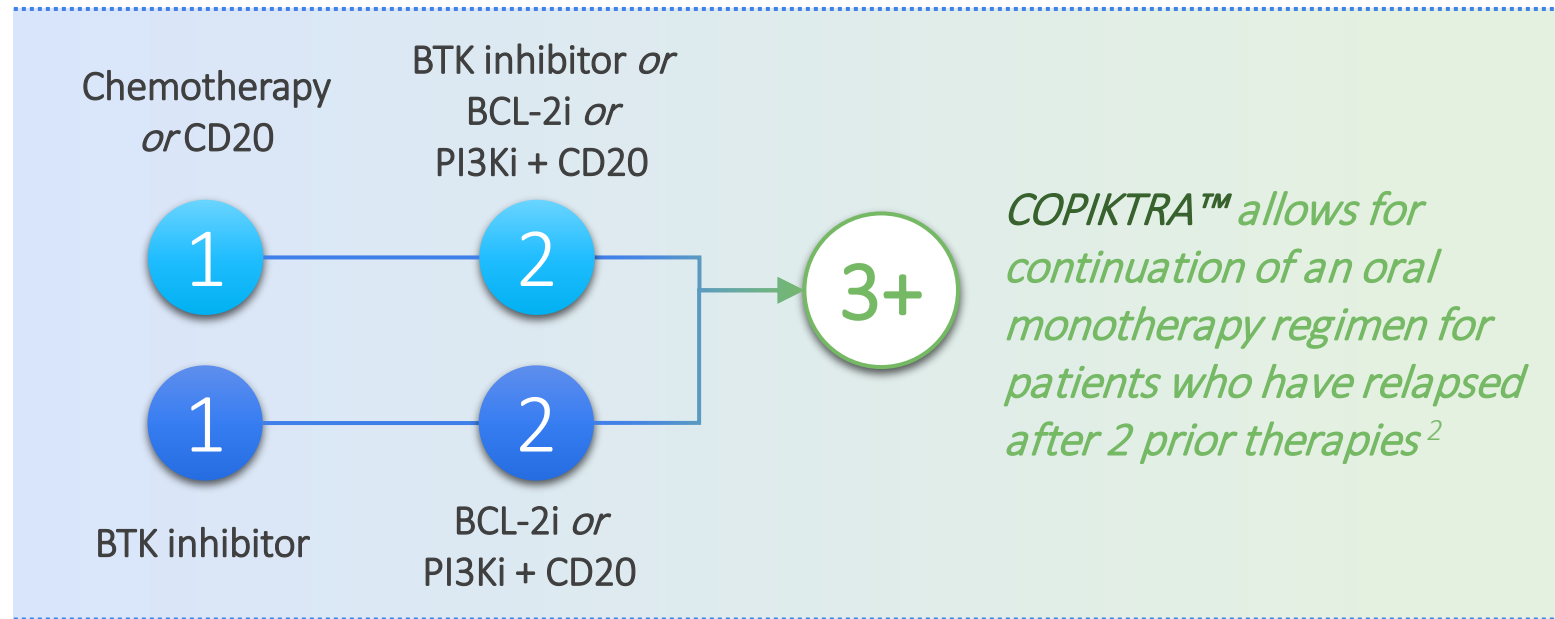 Chemotherapy
or CD20
BTK inhibitor or
BCL-2i or
PI3Ki + CD20
1
2
3+
COPIKTRA™ allows for
continuation of an oral
monotherapy regimen for
patients who have relapsed
after 2 prior therapies 2
1
2
BTK inhibitor
BCL-2i or
PI3Ki + CD20